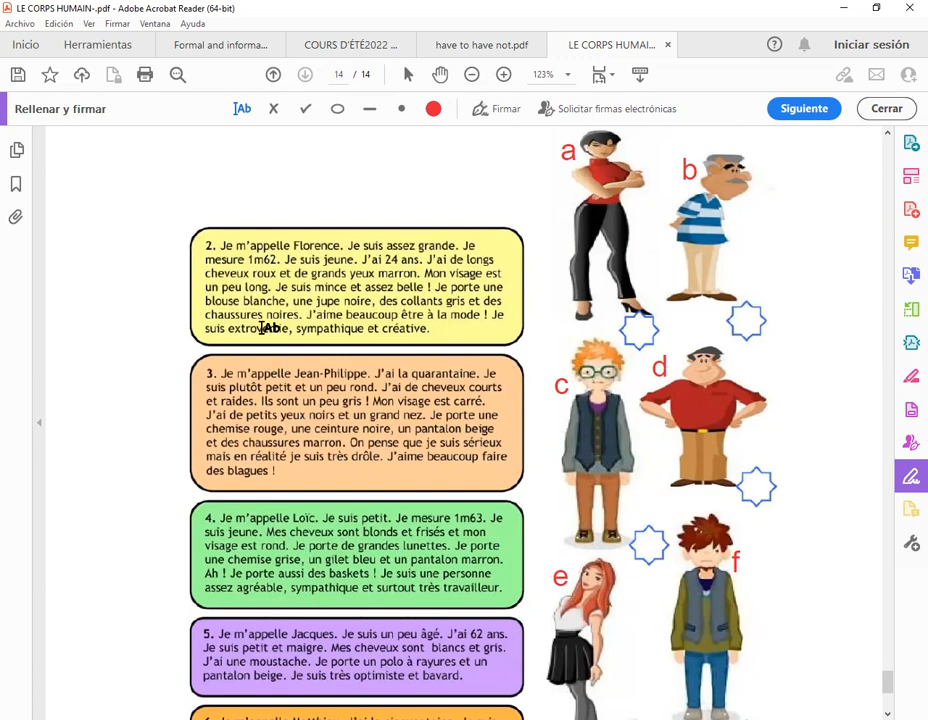 LE CORPS HUMAIN-.pdf - Adobe Acrobat Reader (64-bit)
Archivo Edición Ver Firmar Ventana Ayuda
Inicio Herramientas Formal and informa... COURS D'ÉTÉ2022 ... have to have not.pdf LE CORPS HUMAI... × Iniciar sesión
14 / 14 123%
Rellenar y firmar Ab Firmar Solicitar firmas electrónicas Siguiente Cerrar
a
b
2. Je m'appelle Florence. Je suis assez grande. Je
mesure 1m62. Je suis jeune. J'ai 24 ans. J'ai de longs
cheveux roux et de grands yeux marron. Mon visage est
un peu long. Je suis mince et assez belle ! Je porte une
blouse blanche, une jupe noire, des collants gris et des
chaussures noires. J'aime beaucoup être à la mode ! Je
suis sympathique et créative.
Ab
c
d
3. Je m'appelle Jean-Philippe. J'ai la quarantaine. Je
suis plutôt petit et un peu rond. J'ai de cheveux courts
et raides. Ils sont un peu gris ! Mon visage est carré.
J'ai de petits yeux noirs et un grand nez. Je porte une
chemise rouge, une ceinture noire, un pantalon beige
et des chaussures marron. On pense que je suis sérieux
mais en réalité je suis très drôle. J'aime beaucoup faire
des blagues !
4. Je m'appelle Loïc. Je suis petit. Je mesure 1m63. Je
suis jeune. Mes cheveux sont blonds et frisés et mon
visage est rond. Je porte de grandes lunettes. Je porte
une chemise grise, un gilet bleu et un pantalon marron.
Ah ! Je porte aussi des baskets ! Je suis une personne
assez agréable, sympathique et surtout très travailleur.
e
f
5. Je m'appelle Jacques. Je suis un peu âgé. J'ai 62 ans.
Je suis petit et maigre. Mes cheveux sont blancs et gris.
J'ai une moustache. Je porte un polo à rayures et un
pantalon beige. Je suis très optimiste et bavard.